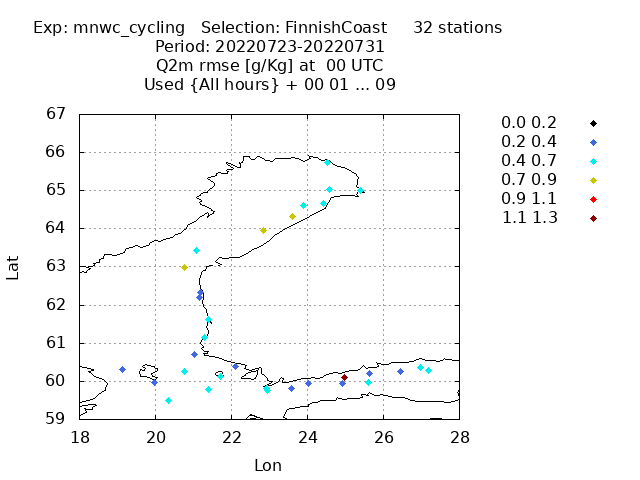 Exp: mnwc_cycling   Selection: FinnishCoast     32 stations
Period: 20220723-20220731
Q2m rmse [g/Kg] at  00 UTC
Used {All hours} + 00 01 ... 09
67
66
65
64
63
62
61
60
59
Lat
18 20 22 24 26 28
Lon
0.0 0.2
0.2 0.4
0.4 0.7
0.7 0.9
0.9 1.1
1.1 1.3